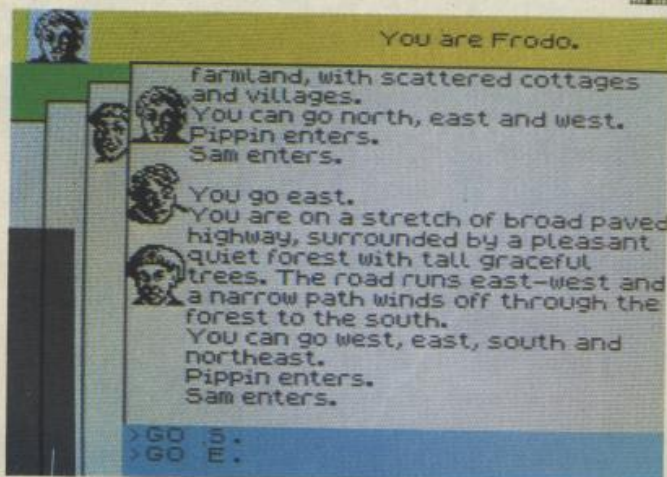 You are Frodo.
farmland, with scattered cottages
and villages.
You can go north, east and west.
Pippin enters.
Sam enters.
You go east.
You are on a stretch of broad paved
highway, surrounded by a pleasant
quiet forest with tall graceful
trees. The road runs east-west and
a narrow path winds off through the
forest to the south.
You can go west, east, south and
northeast.
Pippin enters.
Sam enters.
>GO S.
>GO E.